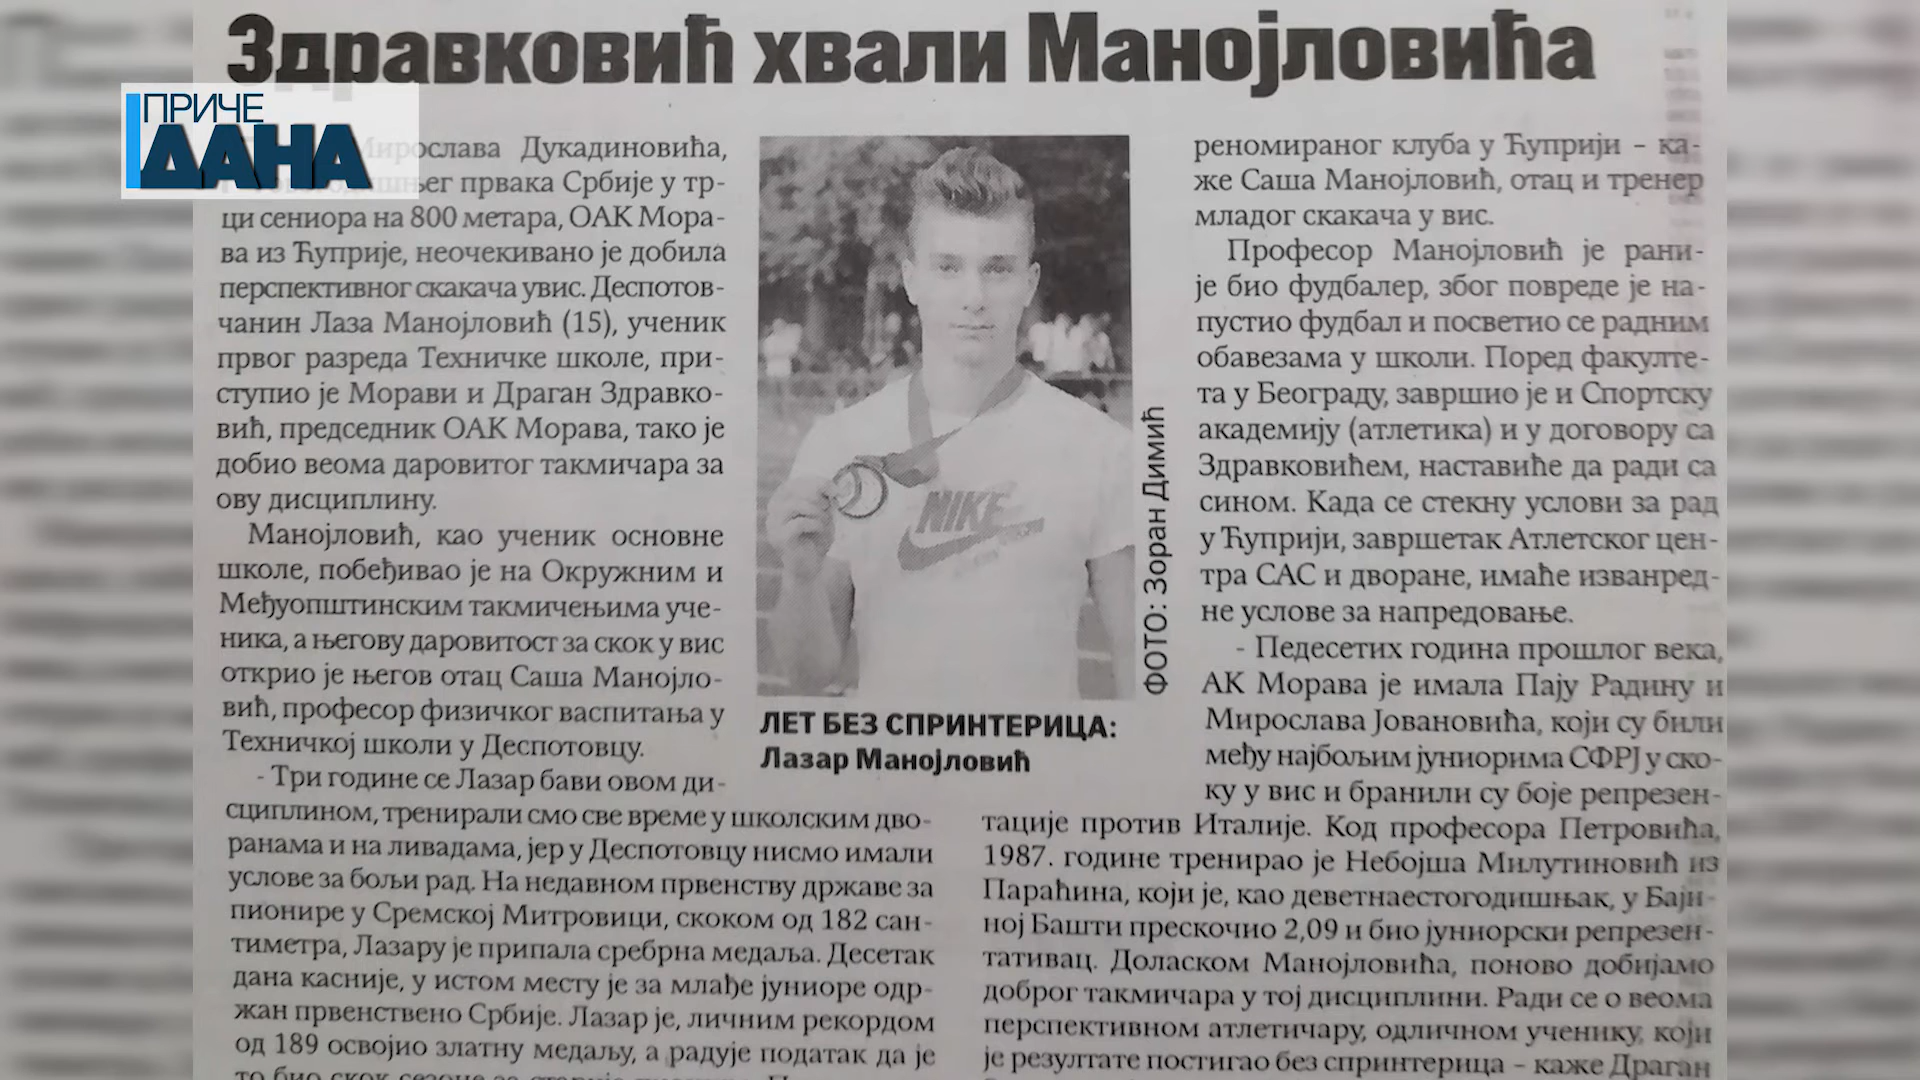 Здравковић хвали Манојловића
ПРИЧЕ
ДАНА
Мирослава Дукадиновића,
првака Србије у тр-
ци сениора на 800 метара, ОАК Мора-
ва из Ћуприје, неочекивано је добила
перспективног скакача увис. Деспотов-
чанин Лаза Манојловић (15), ученик
првог разреда Техничке школе, при-
ступио је Морави и Драган Здравко-
вић, председник ОАК Морава, тако је
добио веома даровитог такмичара за
ову дисциплину.
Манојловић, као ученик основне
школе, побеђивао је на Окружним и
Међуопштинским такмичењима уче-
ника, а његову даровитост за скок у вис
открио је његов отац Саша Манојло-
вић, професор физичког васпитања у
Техничкој школи у Деспотовцу.
- Три године се Лазар бави овом ди-
сциплином, тренирали смо све време у школским дво-
ранама и на ливадама, јер у Деспотовцу нисмо имали
услове за бољи рад. На недавном првенству државе за
пионире у Сремској Митровици, скоком од 182 сан-
тиметра, Лазару је припала сребрна медаља. Десетак
дана касније, у истом месту је за млађе јуниоре одр-
жан првенствено Србије. Лазар је, личним рекордом
од 189 освојио златну медаљу, а радује податак да је
то био скок сезоне за
NIKE
ФОТО: Зоран Димић
ЛЕТ БЕЗ СПРИНТЕРИЦА:
Лазар Манојловић
реномираног клуба у Ћуприји – ка-
же Саша Манојловић, отац и тренер
младог скакача у вис.
Професор Манојловић је рани-
је био фудбалер, због повреде је на-
пустио фудбал и посветио се радним
обавезама у школи. Поред факулте-
та у Београду, завршио је и Спортску
академију (атлетика) и у договору са
Здравковићем, наставиће да ради са
сином. Када се стекну услови за рад
у Ћуприји, завршетак Атлетског цен-
тра САС и дворане, имаће изванред-
не услове за напредовање.
- Педесетих година прошлог века,
АК Морава је имала Пају Радину и
Мирослава Јовановића, који су били
међу најбољим јуниорима СФРЈ у ско-
ку у вис и бранили су боје репрезен-
тације против Италије. Код професора Петровића,
1987. године тренирао је Небојша Милутиновић из
Параћина, који је, као деветнаестогодишњак, у Баји-
ној Башти прескочио 2,09 и био јуниорски репрезен-
тативац. Доласком Манојловића, поново добијамо
доброг такмичара у тој дисциплини. Ради се о веома
перспективном атлетичару, одличном ученику, који
је резултате постигао без спринтерица – каже Драган